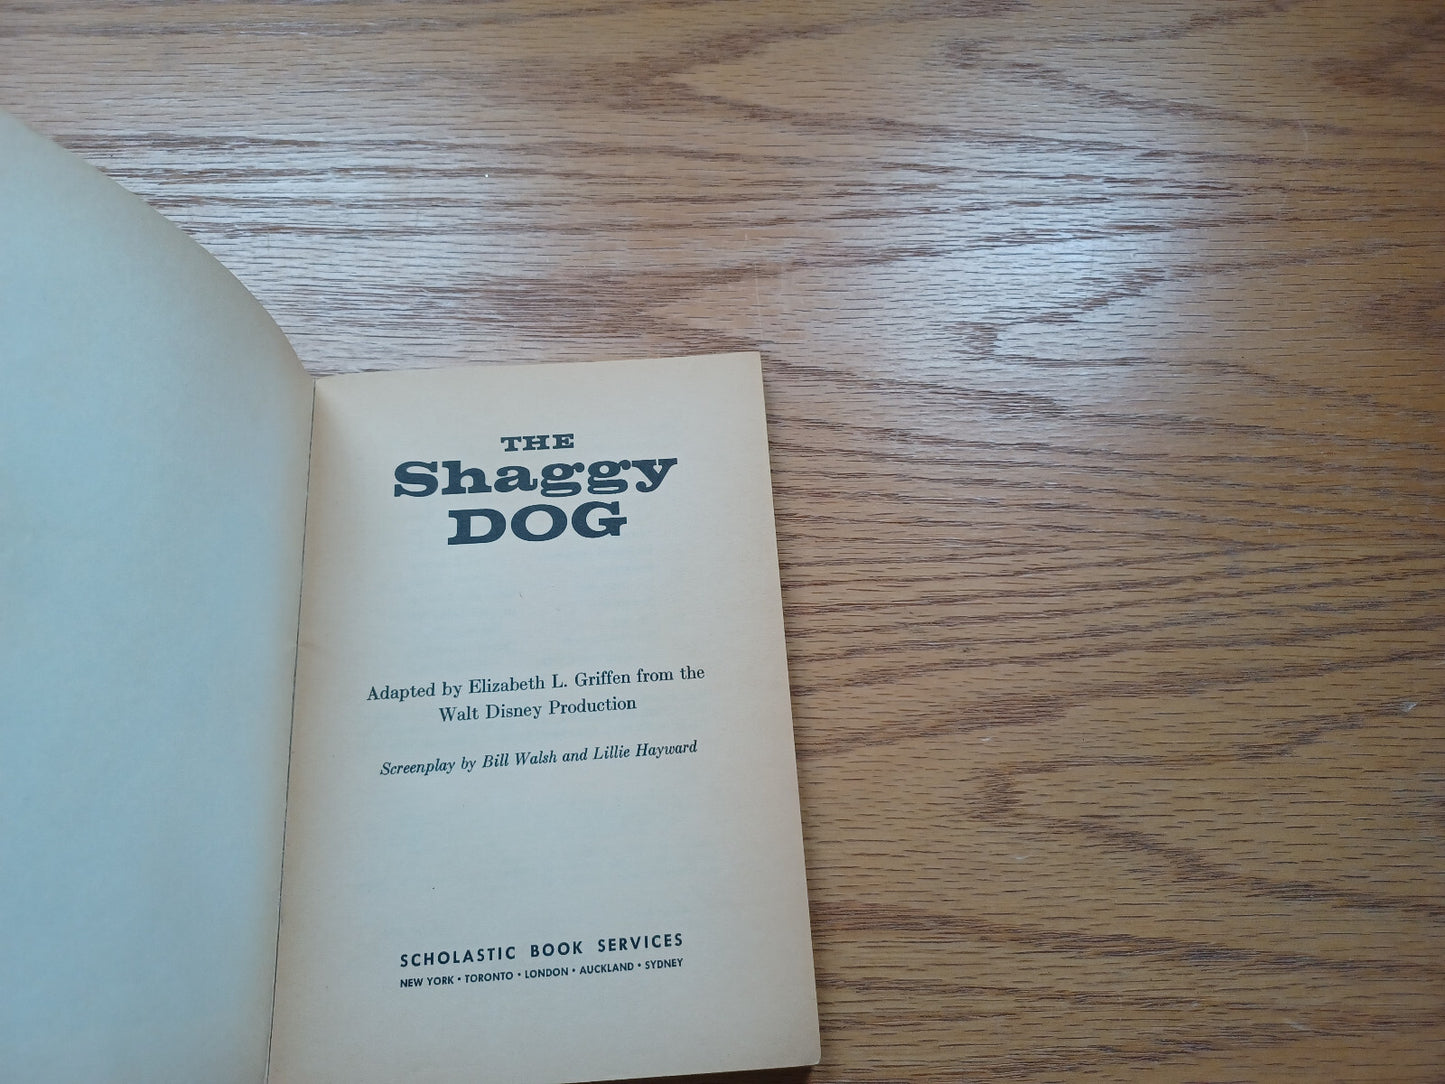 THE
Shaggy
DOG
Adapted by Elizabeth L. Griffen from the
Walt Disney Production
Screenplay by Bill Walsh and Lillie Hayward
SCHOLASTIC BOOK SERVICES
NEW YORK • TORONTO • LONDON • AUCKLAND • SYDNEY